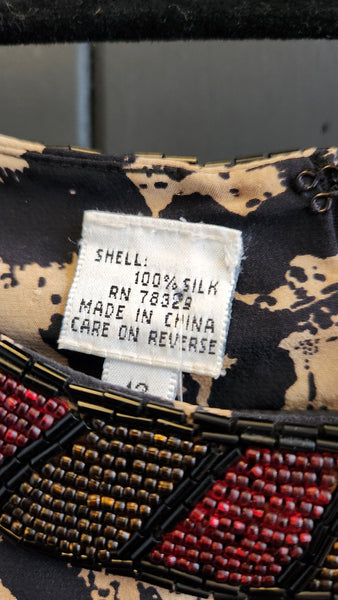 SHELL:
100% SILK
RN 78329
MADE IN CHINA
CARE ON REVERSE